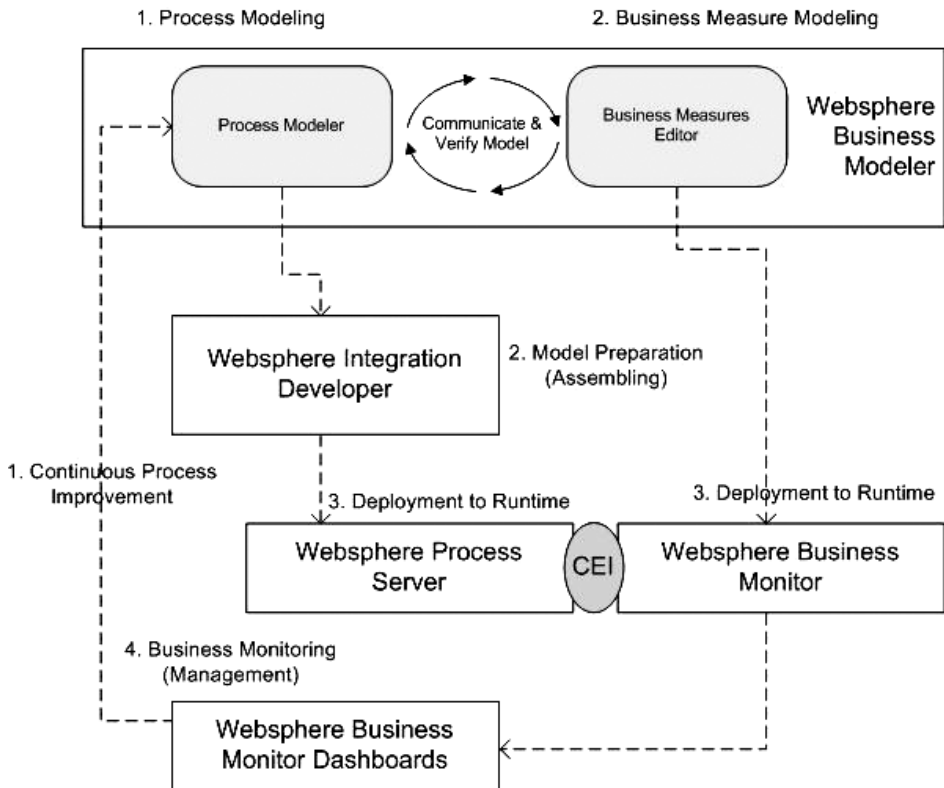 1. Process Modeling
2. Business Measure Modeling
Process Modeler
Communicate &
Verify Model
Business Measures
Editor
Websphere
Business
Modeler
Websphere Integration
Developer
2. Model Preparation
(Assembling)
1. Continuous Process
Improvement
3. Deployment to Runtime
3. Deployment to Runtime
Websphere Process
Server
CEI
Websphere Business
Monitor
4. Business Monitoring
(Management)
Websphere Business
Monitor Dashboards